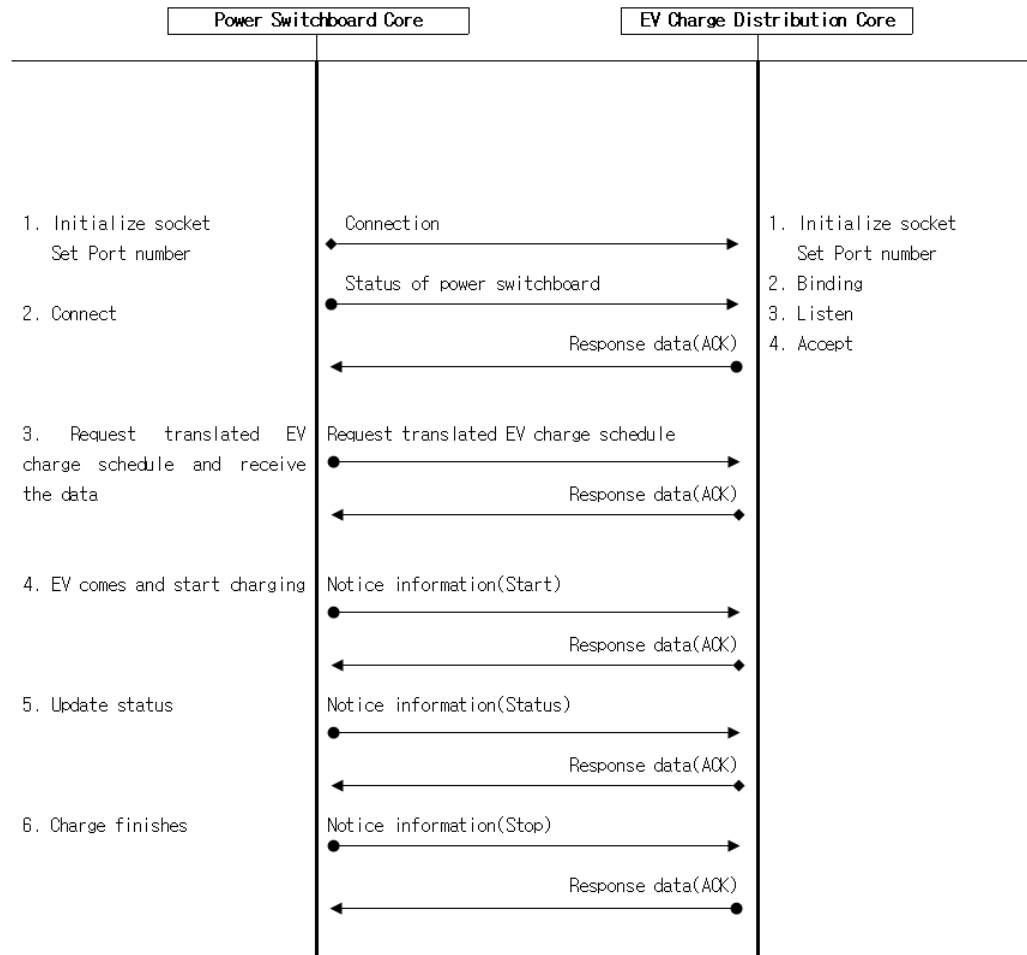 Power Switchboard Core
EV Charge Distribution Core
1. Initialize socket
Set Port number
2. Connect
Connection
Status of power switchboard
Response data(ACK)
1. Initialize socket
Set Port number
2. Binding
3. Listen
4. Accept
3. Request translated EV
charge schedule and receive
the data
Request translated EV charge schedule
Response data(ACK)
4. EV comes and start charging
Notice information(Start)
Response data(ACK)
5. Update status
Notice information(Status)
Response data(ACK)
6. Charge finishes
Notice information(Stop)
Response data(ACK)